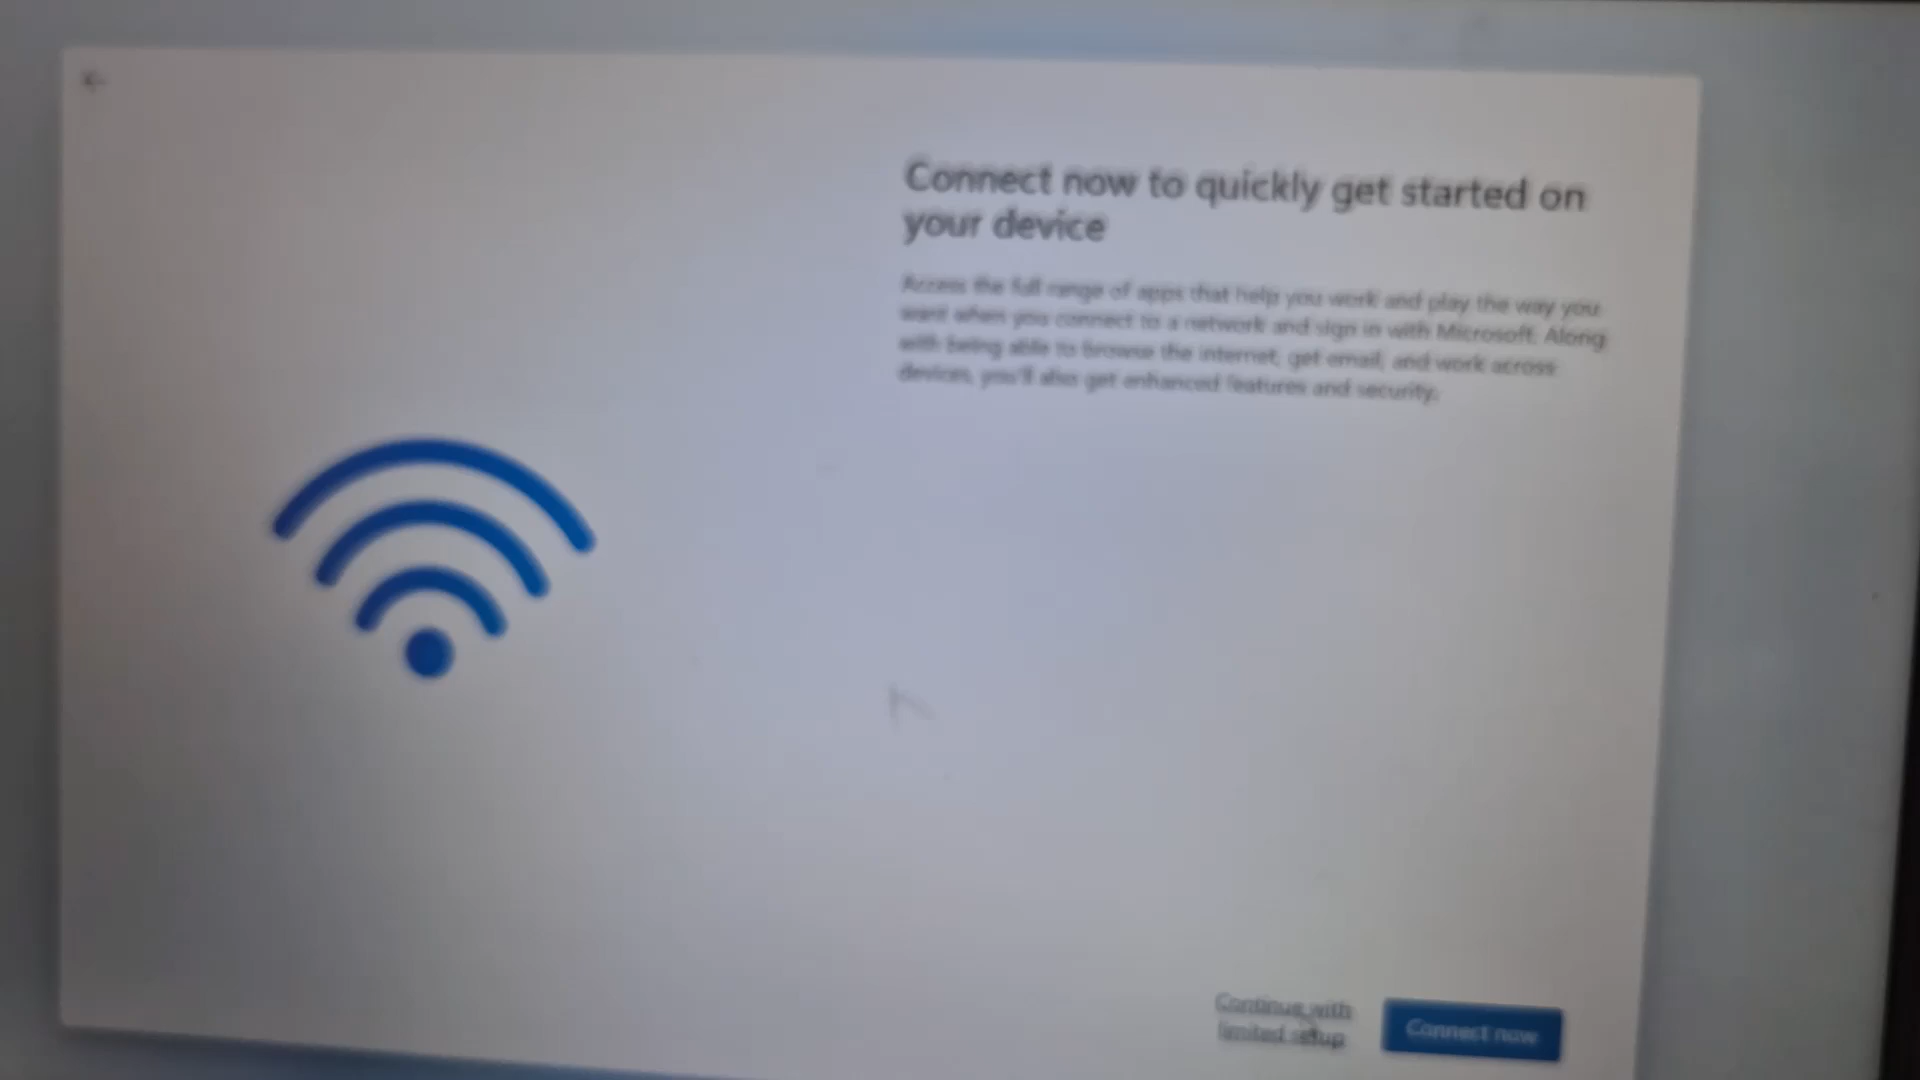 Connect now to quickly get started on
your device
Access the full range of apps that help you work and play the way you
want when you connect to a network and sign in with Microsoft. Along
with being able to browse the internet, get email, and work across
devices, you'll also get enhanced features and security.
Continue with
limited setup
Connect now